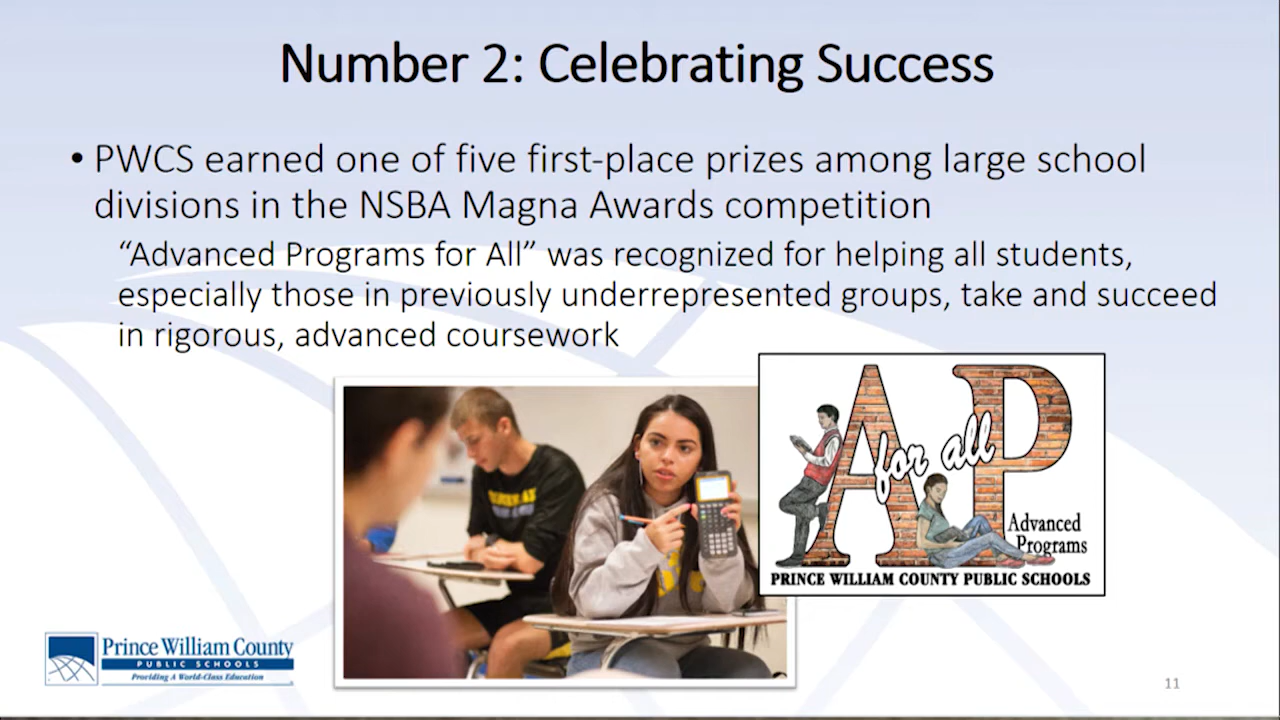 Number 2: Celebrating Success
• PWCS earned one of five first-place prizes among large school
divisions in the NSBA Magna Awards competition
“Advanced Programs for All” was recognized for helping all students,
especially those in previously underrepresented groups, take and succeed
in rigorous, advanced coursework
A for all P
Advanced
Programs
PRINCE WILLIAM COUNTY PUBLIC SCHOOLS
Prince William County
PUBLIC SCHOOLS
Providing A World-Class Education
11